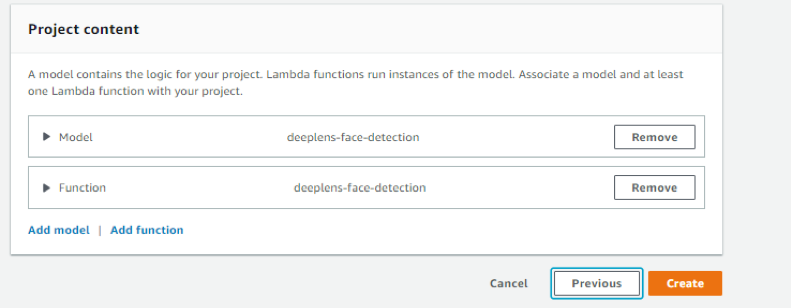 Project content
A model contains the logic for your project. Lambda functions run instances of the model. Associate a model and at least
one Lambda function with your project.
Model deeplens-face-detection Remove
Function deeplens-face-detection Remove
Add model | Add function
Cancel Previous Create